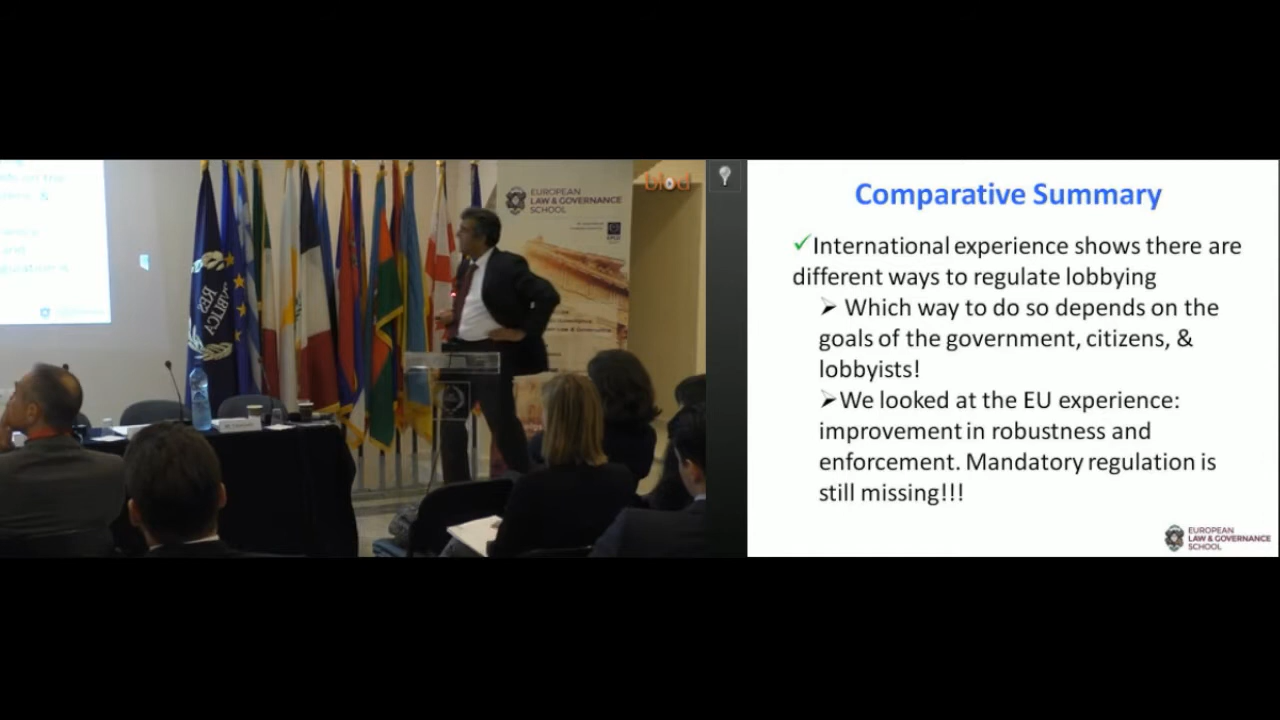 EUROPEAN
LAW & GOVERNANCE
SCHOOL
RES
PUBLICA
Comparative Summary
International experience shows there are
different ways to regulate lobbying
Which way to do so depends on the
goals of the government, citizens, &
lobbyists!
We looked at the EU experience:
improvement in robustness and
enforcement. Mandatory regulation is
still missing!!!
EUROPEAN
LAW & GOVERNANCE
SCHOOL